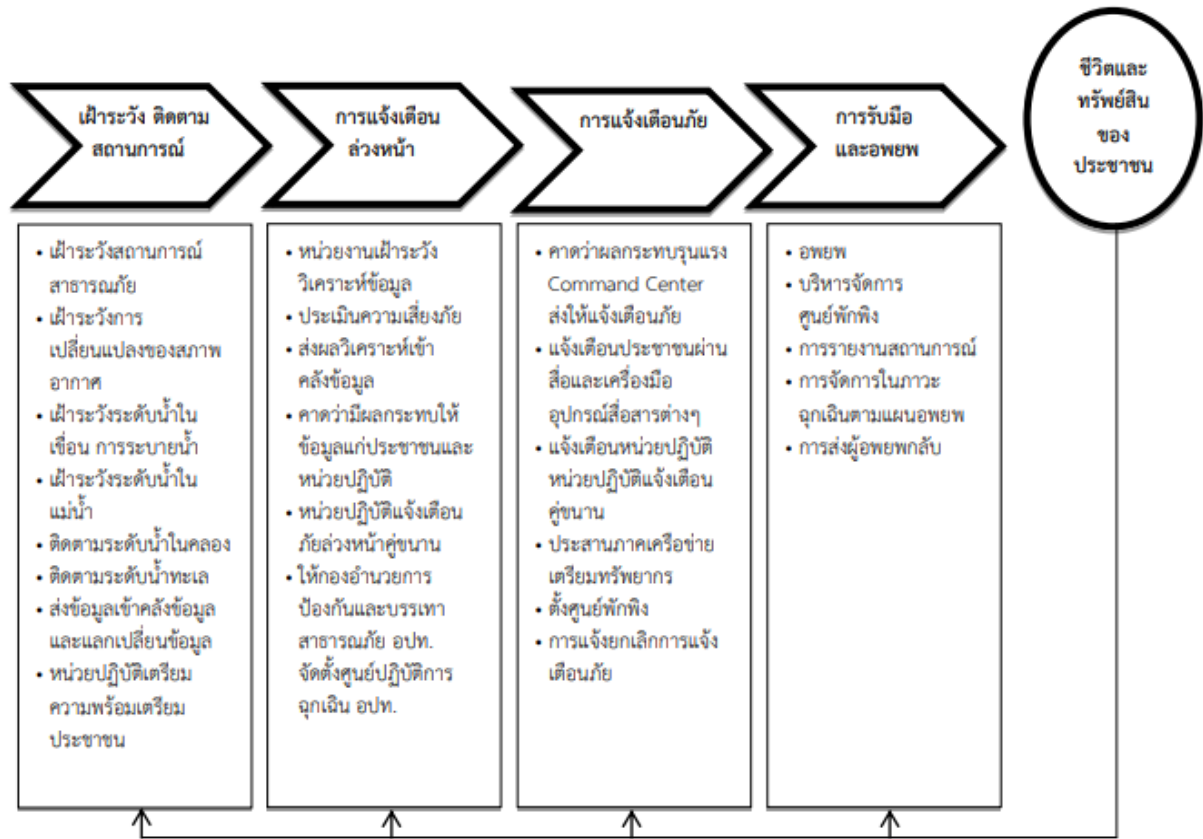 เฝ้าระวัง ติดตาม
สถานการณ์
การแจ้งเตือน
ล่วงหน้า
การแจ้งเตือนภัย
การรับมือ
และอพยพ
ชีวิตและ
ทรัพย์สิน
ของ
ประชาชน
• เฝ้าระวังสถานการณ์
สาธารณภัย
• เฝ้าระวังการ
เปลี่ยนแปลงของสภาพ
อากาศ
• เฝ้าระวังระดับน้ำใน
เขื่อน การระบายน้ำ
• เฝ้าระวังระดับน้ำใน
แม่น้ำ
• ติดตามระดับน้ำในคลอง
• ติดตามระดับน้ำทะเล
• ส่งข้อมูลเข้าคลังข้อมูล
และแลกเปลี่ยนข้อมูล
• หน่วยปฏิบัติเตรียม
ความพร้อมเตรียม
ประชาชน
• หน่วยงานเฝ้าระวัง
วิเคราะห์ข้อมูล
• ประเมินความเสี่ยงภัย
• ส่งผลวิเคราะห์เข้า
คลังข้อมูล
• คาดว่ามีผลกระทบให้
ข้อมูลแก่ประชาชนและ
หน่วยปฏิบัติ
• หน่วยปฏิบัติแจ้งเตือน
ภัยล่วงหน้าคู่ขนาน
• ให้กองอำนวยการ
ป้องกันและบรรเทา
สาธารณภัย อปท.
จัดตั้งศูนย์ปฏิบัติการ
ฉุกเฉิน อปท.
• คาดว่าผลกระทบรุนแรง
Command Center
ส่งให้แจ้งเตือนภัย
• แจ้งเตือนประชาชนผ่าน
สื่อและเครื่องมือ
อุปกรณ์สื่อสารต่างๆ
• แจ้งเตือนหน่วยปฏิบัติ
หน่วยปฏิบัติแจ้งเตือน
คู่ขนาน
• ประสานภาคเครือข่าย
เตรียมทรัพยากร
• ตั้งศูนย์พักพิง
• การแจ้งยกเลิกการแจ้ง
เตือนภัย
• อพยพ
• บริหารจัดการ
ศูนย์พักพิง
• การรายงานสถานการณ์
• การจัดการในภาวะ
ฉุกเฉินตามแผนอพยพ
• การส่งผู้อพยพกลับ